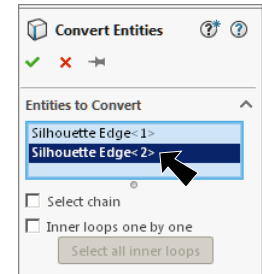 Convert Entities
Entities to Convert
Silhouette Edge<1>
Silhouette Edge<2>
Select chain
Inner loops one by one
Select all inner loops